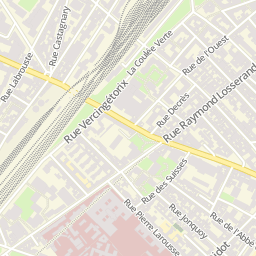 Rue Castagnary
Rue Labrouste
La Coulée Verte
Rue de l'Ouest
Rue Vercingétorix
Rue Decrès
Rue Raymond Losserand
Rue des Suisses
Rue Pierre Larousse
Rue Jonquoy
Rue de l'Abbé
idot